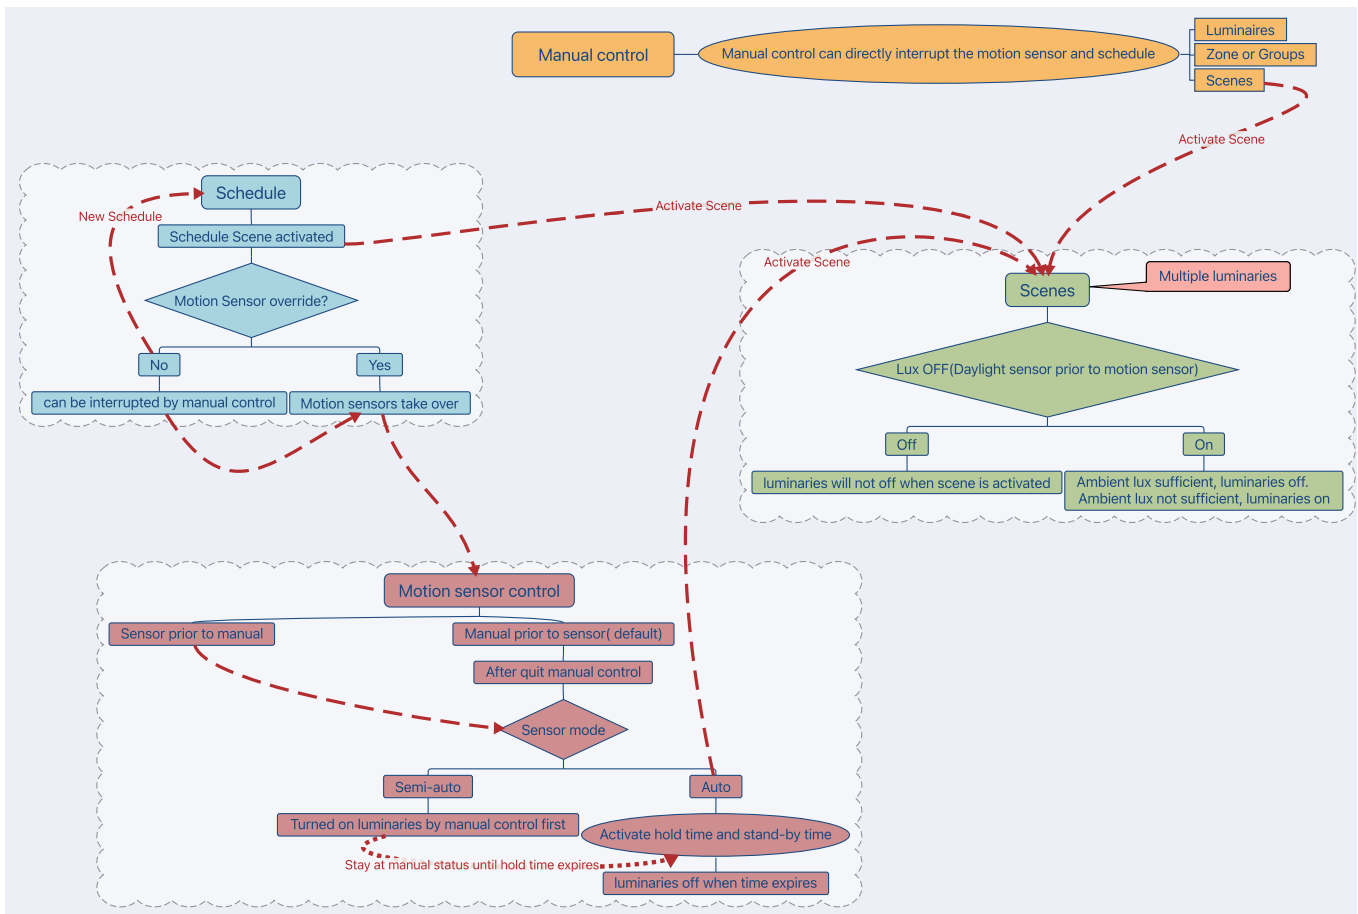 Manual control
Manual control can directly interrupt the motion sensor and schedule
Luminaires
Zone or Groups
Scenes
Activate Scene
Schedule
New Schedule
Schedule Scene activated
Activate Scene
Motion Sensor override?
No
Yes
can be interrupted by manual control
Motion sensors take over
Activate Scene
Scenes
Multiple luminaries
Lux OFF(Daylight sensor prior to motion sensor)
Off
On
luminaries will not off when scene is activated
Ambient lux sufficient, luminaries off.
Ambient lux not sufficient, luminaries on
Motion sensor control
Sensor prior to manual
Manual prior to sensor( default)
After quit manual control
Sensor mode
Semi-auto
Auto
Turned on luminaries by manual control first
Activate hold time and stand-by time
Stay at manual status until hold time expires
luminaries off when time expires